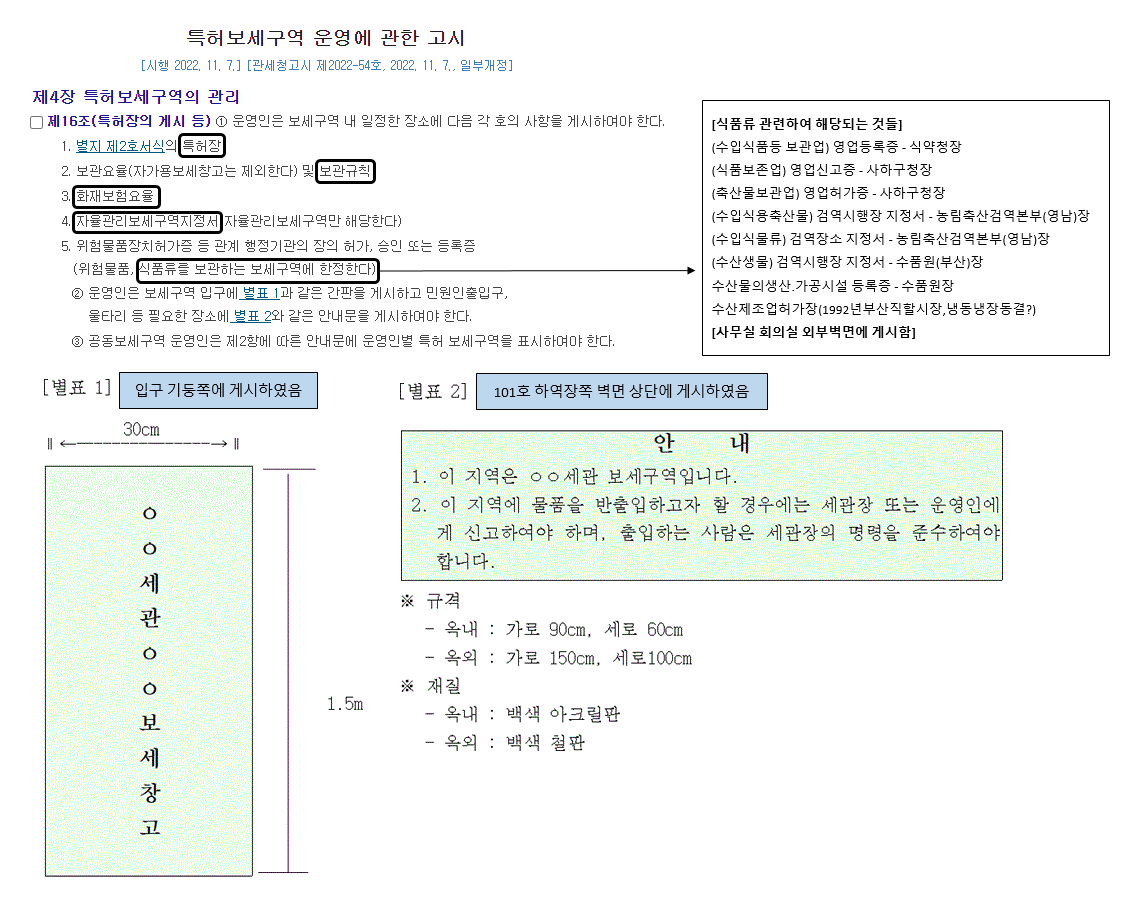 특허보세구역 운영에 관한 고시
[시행 2022. 11. 7.] [관세청고시 제2022-54호, 2022. 11. 7., 일부개정]
제4장 특허보세구역의 관리
제16조(특허장의 게시 등) ① 운영인은 보세구역 내 일정한 장소에 다음 각 호의 사항을 게시하여야 한다.
1. 별지 제2호서식의 특허장
2. 보관요율(자가용보세창고는 제외한다) 및 보관규칙
3. 화재보험요율
4. 자율관리보세구역지정서 자율관리보세구역만 해당한다)
5. 위험물품장치허가증 등 관계 행정기관의 장의 허가, 승인 또는 등록증
(위험물품, 식품류를 보관하는 보세구역에 한정한다)
② 운영인은 보세구역 입구에 별표 1과 같은 간판을 게시하고 민원인출입구,
울타리 등 필요한 장소에 별표 2와 같은 안내문을 게시하여야 한다.
③ 공동보세구역 운영인은 제2항에 따른 안내문에 운영인별 특허 보세구역을 표시하여야 한다.
[식품류 관련하여 해당되는 것들]
(수입식품등 보관업) 영업등록증 - 식약청장
(식품보존업) 영업신고증 - 사하구청장
(축산물보관업) 영업허가증 - 사하구청장
(수입식용축산물) 검역시행장 지정서 - 농림축산검역본부(영남)장
(수입식물류) 검역장소 지정서 - 농림축산검역본부(영남)장
(수산생물) 검역시행장 지정서 - 수품원(부산)장
수산물의생산.가공시설 등록증 - 수품원장
수산제조업허가장(1992년부산직할시장,냉동냉장동결?)
[사무실 회의실 외부벽면에 게시함]
[별표 1] 입구 기둥쪽에 게시하였음
30cm
ㅇ
ㅇ
세
관
ㅇ
ㅇ
보
세
창
고
1.5m
[별표 2] 101호 하역장쪽 벽면 상단에 게시하였음
안 내
1. 이 지역은 ㅇㅇ세관 보세구역입니다.
2. 이 지역에 물품을 반출입하고자 할 경우에는 세관장 또는 운영인에
게 신고하여야 하며, 출입하는 사람은 세관장의 명령을 준수하여야
합니다.
※ 규격
- 옥내 : 가로 90cm, 세로 60cm
- 옥외 : 가로 150cm, 세로100cm
※ 재질
- 옥내 : 백색 아크릴판
- 옥외 : 백색 철판